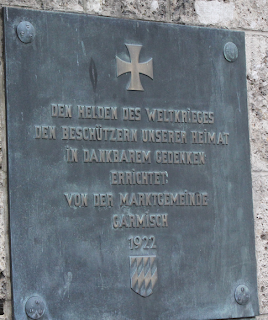 DEN HELDEN DES WELTKRIEGES
DEN BESCHÜTZERN UNSERER HEIMAT
IN DANKBAREM GEDENKEN
ERRICHTET
VON DER MARKTGEMEINDE
GARMISCH
1922